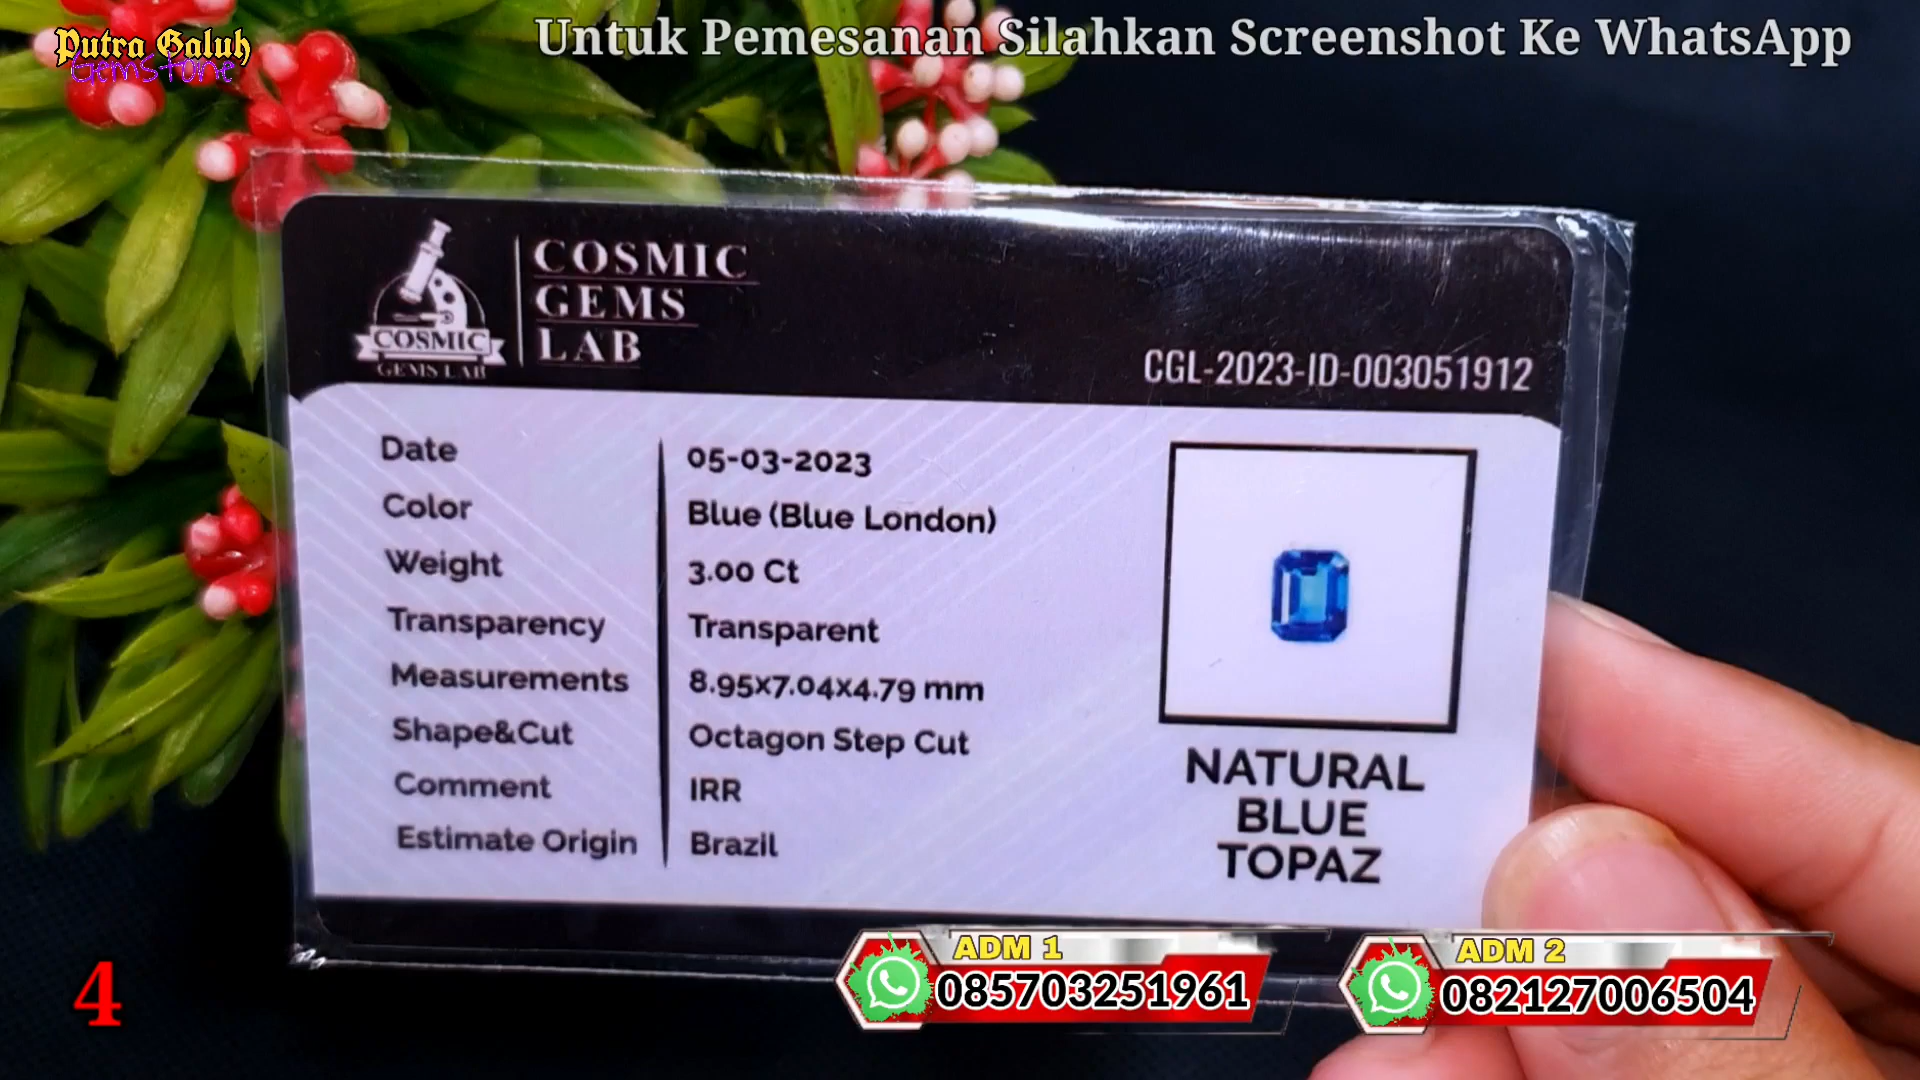 Putra Galuh
Gemstone
Untuk Pemesanan Silahkan Screenshot Ke WhatsApp
COSMIC
GEMS LAB
COSMIC
GEMS
LAB
CGL-2023-ID-003051912
Date 05-03-2023
Color Blue (Blue London)
Weight 3.00 Ct
Transparency Transparent
Measurements 8.95x7.04x4.79 mm
Shape&Cut Octagon Step Cut
Comment IRR
Estimate Origin Brazil
NATURAL
BLUE
TOPAZ
4
ADM 1
085703251961
ADM 2
082127006504